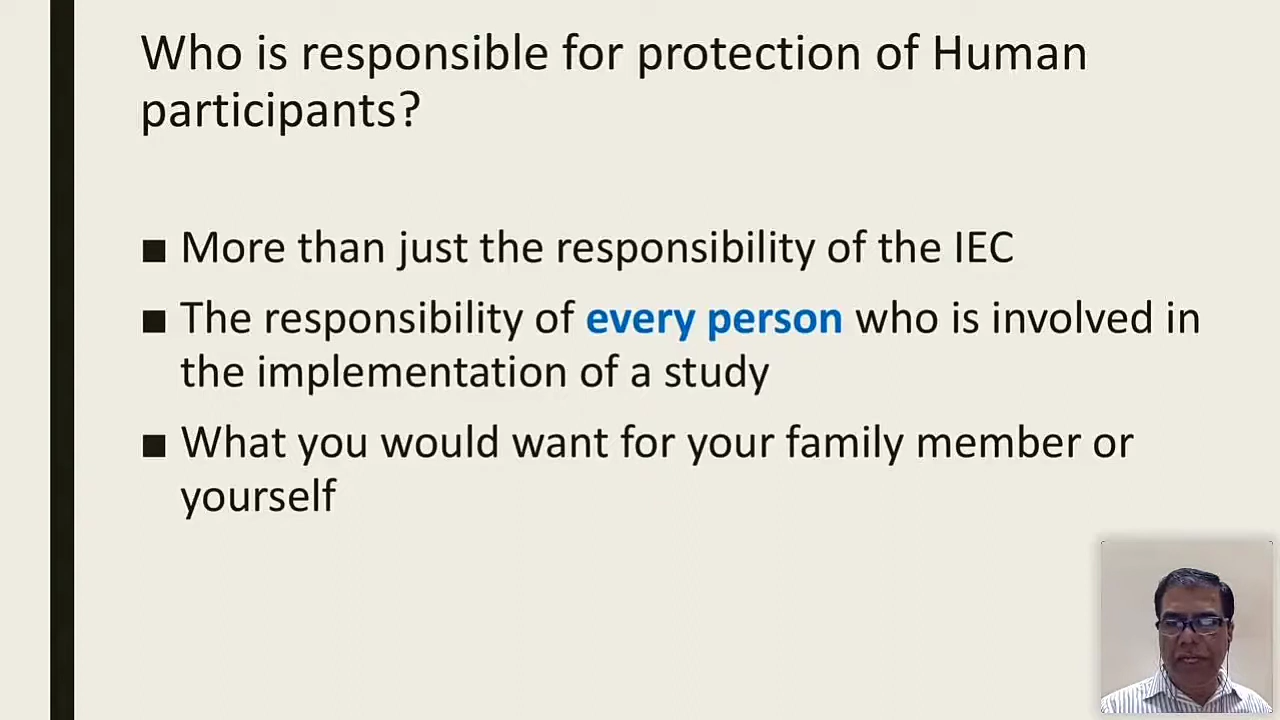 Who is responsible for protection of Human
participants?
■ More than just the responsibility of the IEC
■ The responsibility of every person who is involved in
the implementation of a study
■ What you would want for your family member or
yourself